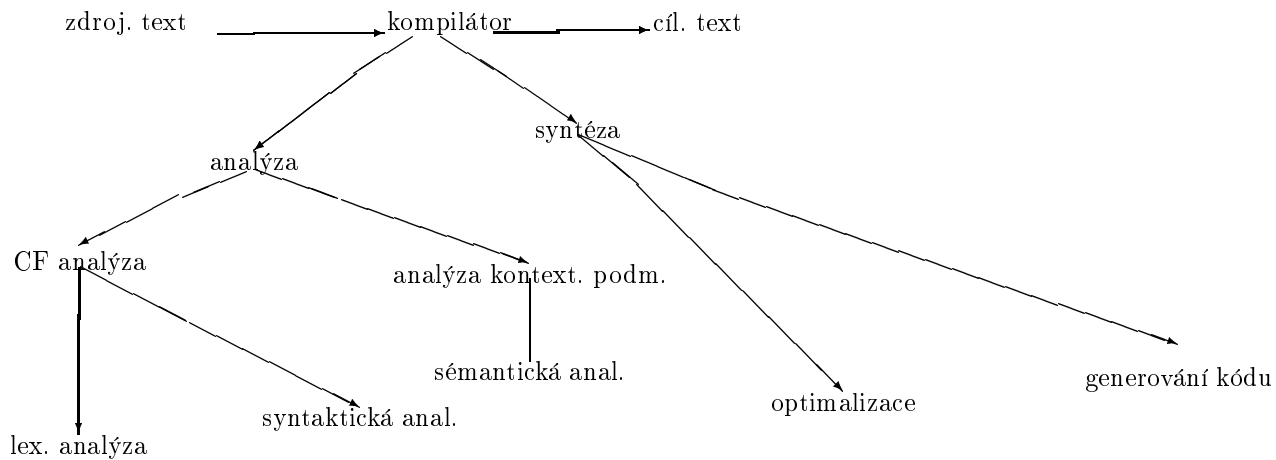 zdroj. text
kompilátor
cíl. text
syntéza
analýza
CF analýza
analýza kontext. podm.
sémantická anal.
generování kódu
optimalizace
syntaktická anal.
lex. analýza